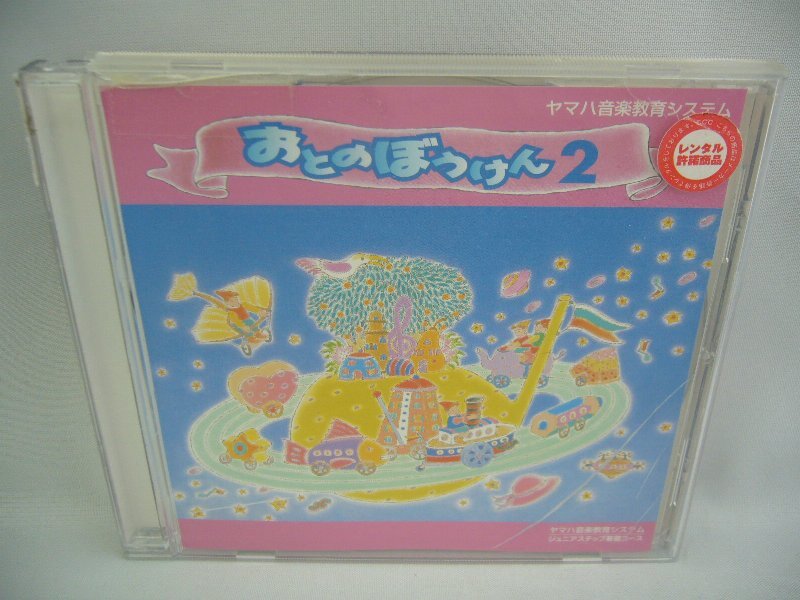 ヤマハ音楽教育システム
おとのぼうけん 2
レンタル
許諾商品
ヤマハ音楽教育システム
ジュニアステップ基礎コース